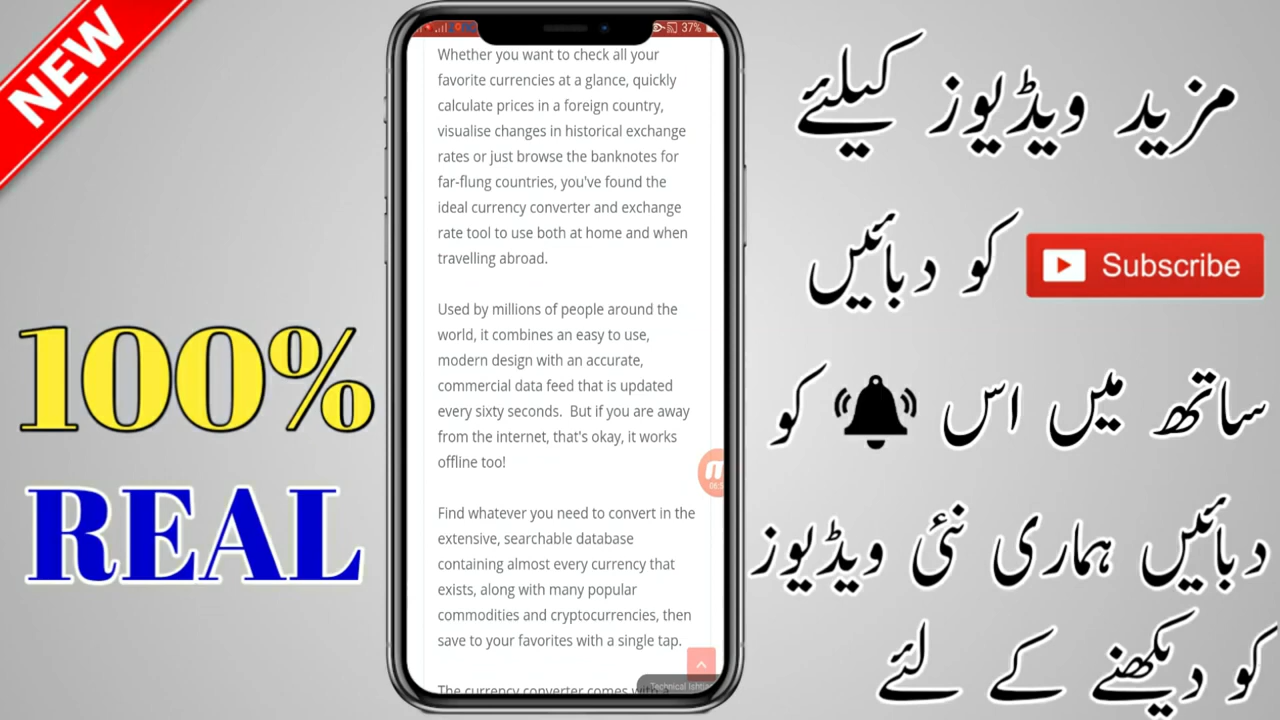 NEW
37%
Whether you want to check all your
favorite currencies at a glance, quickly
calculate prices in a foreign country,
visualise changes in historical exchange
rates or just browse the banknotes for
far-flung countries, you've found the
ideal currency converter and exchange
rate tool to use both at home and when
travelling abroad.
Used by millions of people around the
world, it combines an easy to use,
modern design with an accurate,
commercial data feed that is updated
every sixty seconds.  But if you are away
from the internet, that's okay, it works
offline too!
Find whatever you need to convert in the
extensive, searchable database
containing almost every currency that
exists, along with many popular
commodities and cryptocurrencies, then
save to your favorites with a single tap.
The currency converter comes with a
Technical
100%
REAL
مزید ویڈیوز کیلئے
Subscribe کو دبائیں
ساتھ میں اس کو
دبائیں ہماری نئی ویڈیوز
کو دیکھنے کے لئے